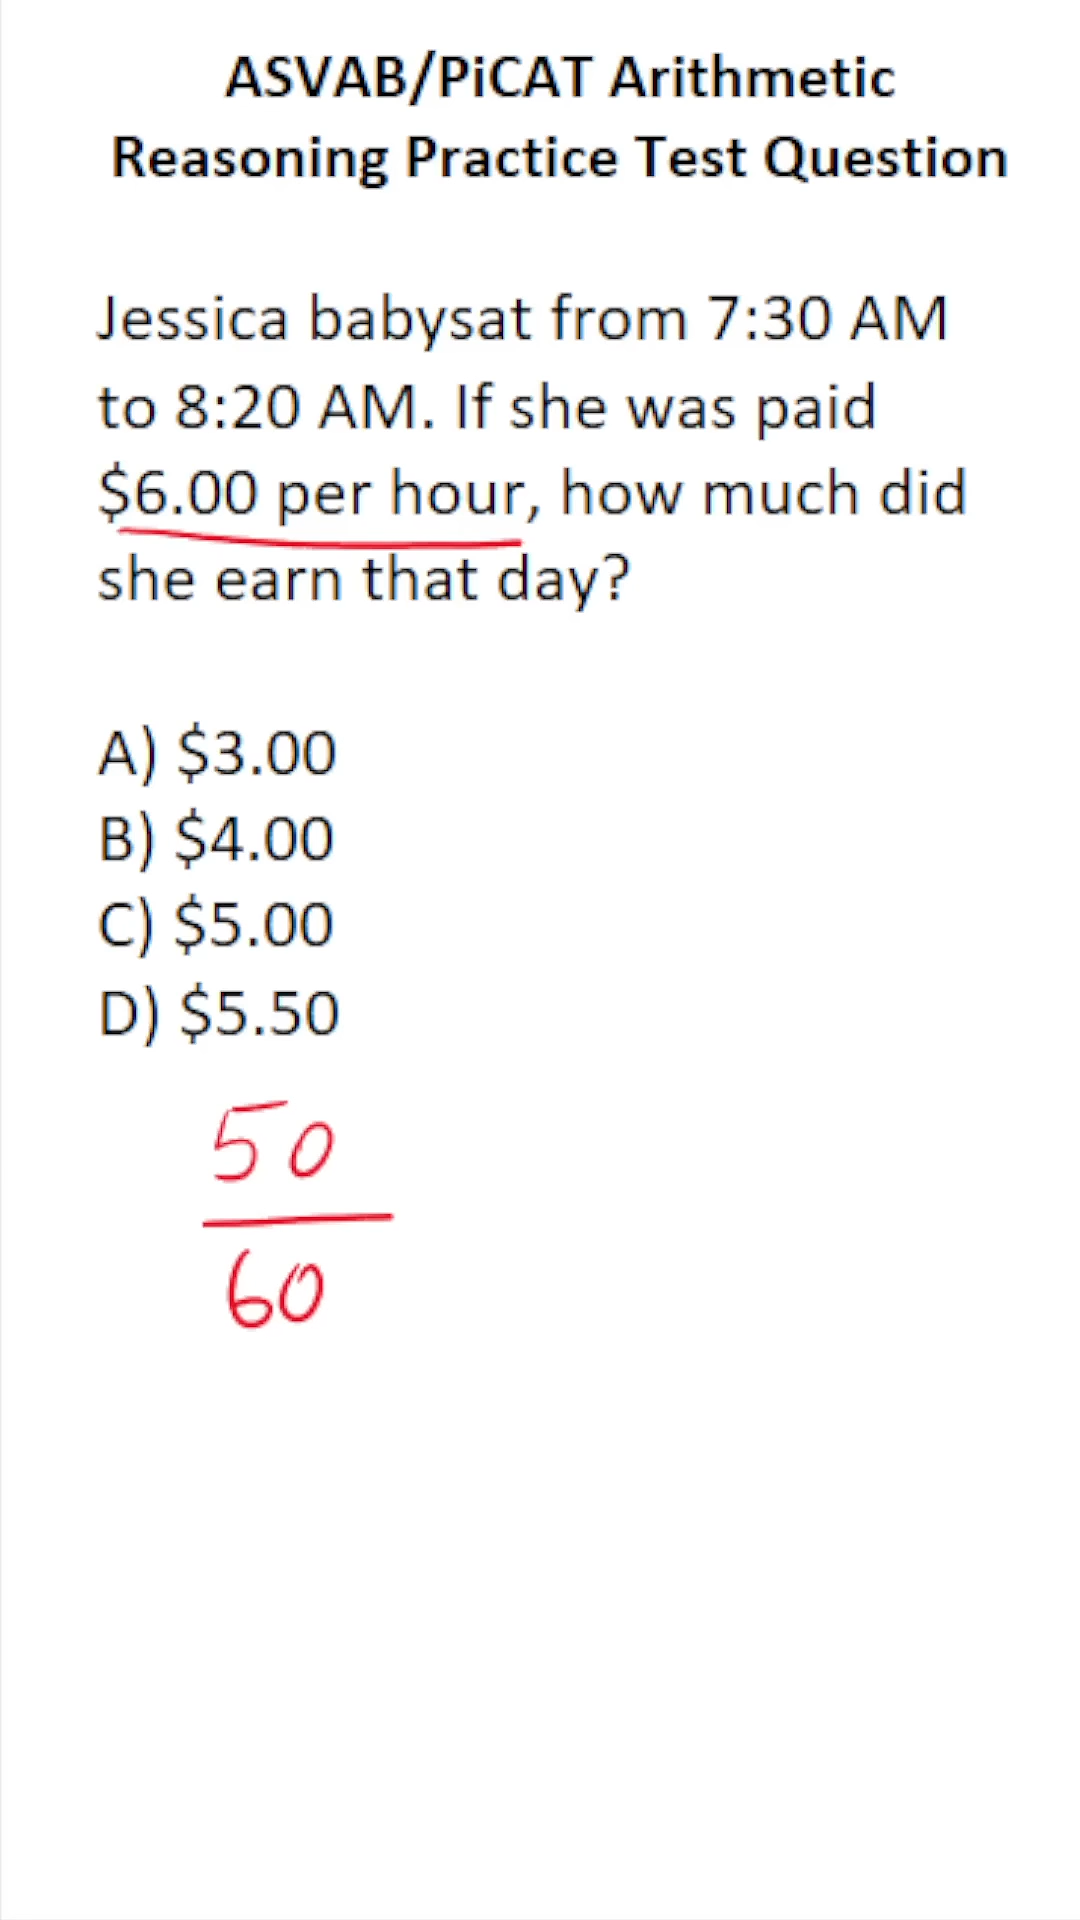 ASVAB/PiCAT Arithmetic
Reasoning Practice Test Question
Jessica babysat from 7:30 AM
to 8:20 AM. If she was paid
$6.00 per hour, how much did
she earn that day?
A) $3.00
B) $4.00
C) $5.00
D) $5.50
50
60